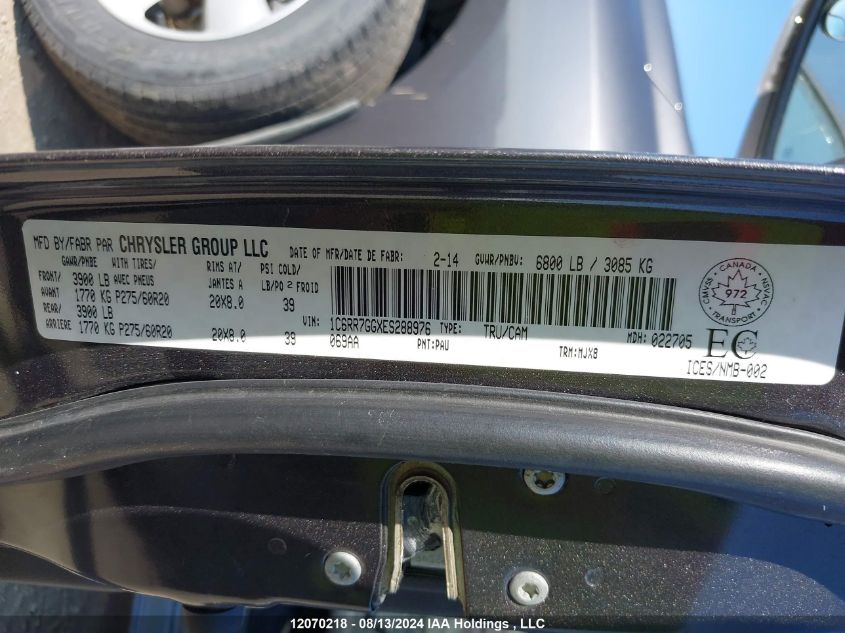 MFD BY/FABR PAR CHRYSLER GROUP LLC DATE OF MFR/DATE DE FABR: 2-14 GVWR/PNBV: 6800 LB / 3085 KG
GAWR/PNBE WITH TIRES/ RIMS AT/ PSI COLD/
FRONT/ 3900 LB AVEC PNEUS JANTES A LB/PO² FROID
AVANT 1770 KG P275/60R20 20X8.0 39 VIN: 1C6RR7GGXES288976 TYPE: TRU/CAM MDH: 022705
REAR/ 3900 LB 069AA PNT:PAU TRM:MJX8
ARRIERE 1770 KG P275/60R20 20X8.0 39
CANADA
CMVSS NSVAC
972
TRANSPORT
EC
ICES/NMB-002
12070218 - 08/13/2024 IAA Holdings , LLC